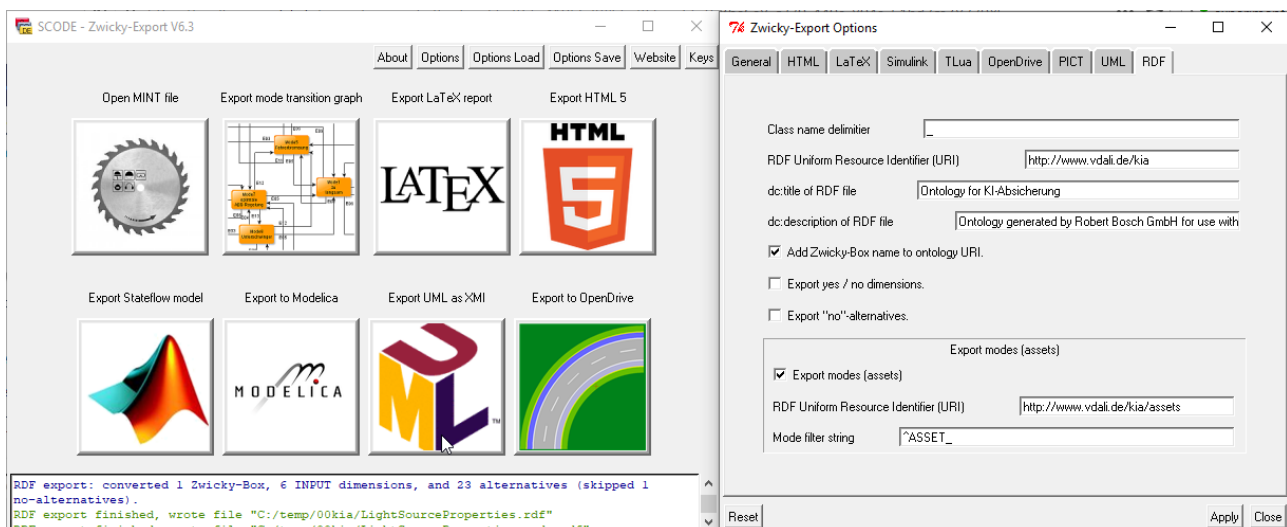 SCODE - Zwicky-Export V6.3
About Options Options Load Options Save Website Keys
Open MINT file
Export mode transition graph
Export LaTeX report
Export HTML 5
LATEX
HTML
5
Export Stateflow model
Export to Modelica
Export UML as XMI
Export to OpenDrive
MODELICA
UML
TM
RDF export: converted 1 Zwicky-Box, 6 INPUT dimensions, and 23 alternatives (skipped 1
no-alternatives).
RDF export finished, wrote file "C:/temp/00kia/LightSourceProperties.rdf"
Zwicky-Export Options
General HTML LaTeX Simulink TLua OpenDrive PICT UML RDF
Class name delimitier _
RDF Uniform Resource Identifier (URI) http://www.vdali.de/kia
dc:title of RDF file Ontology for KI-Absicherung
dc:description of RDF file Ontology generated by Robert Bosch GmbH for use with
Add Zwicky-Box name to ontology URI.
Export yes / no dimensions.
Export "no"-alternatives.
Export modes (assets)
Export modes (assets)
RDF Uniform Resource Identifier (URI) http://www.vdali.de/kia/assets
Mode filter string ^ASSET_
Reset Apply Close